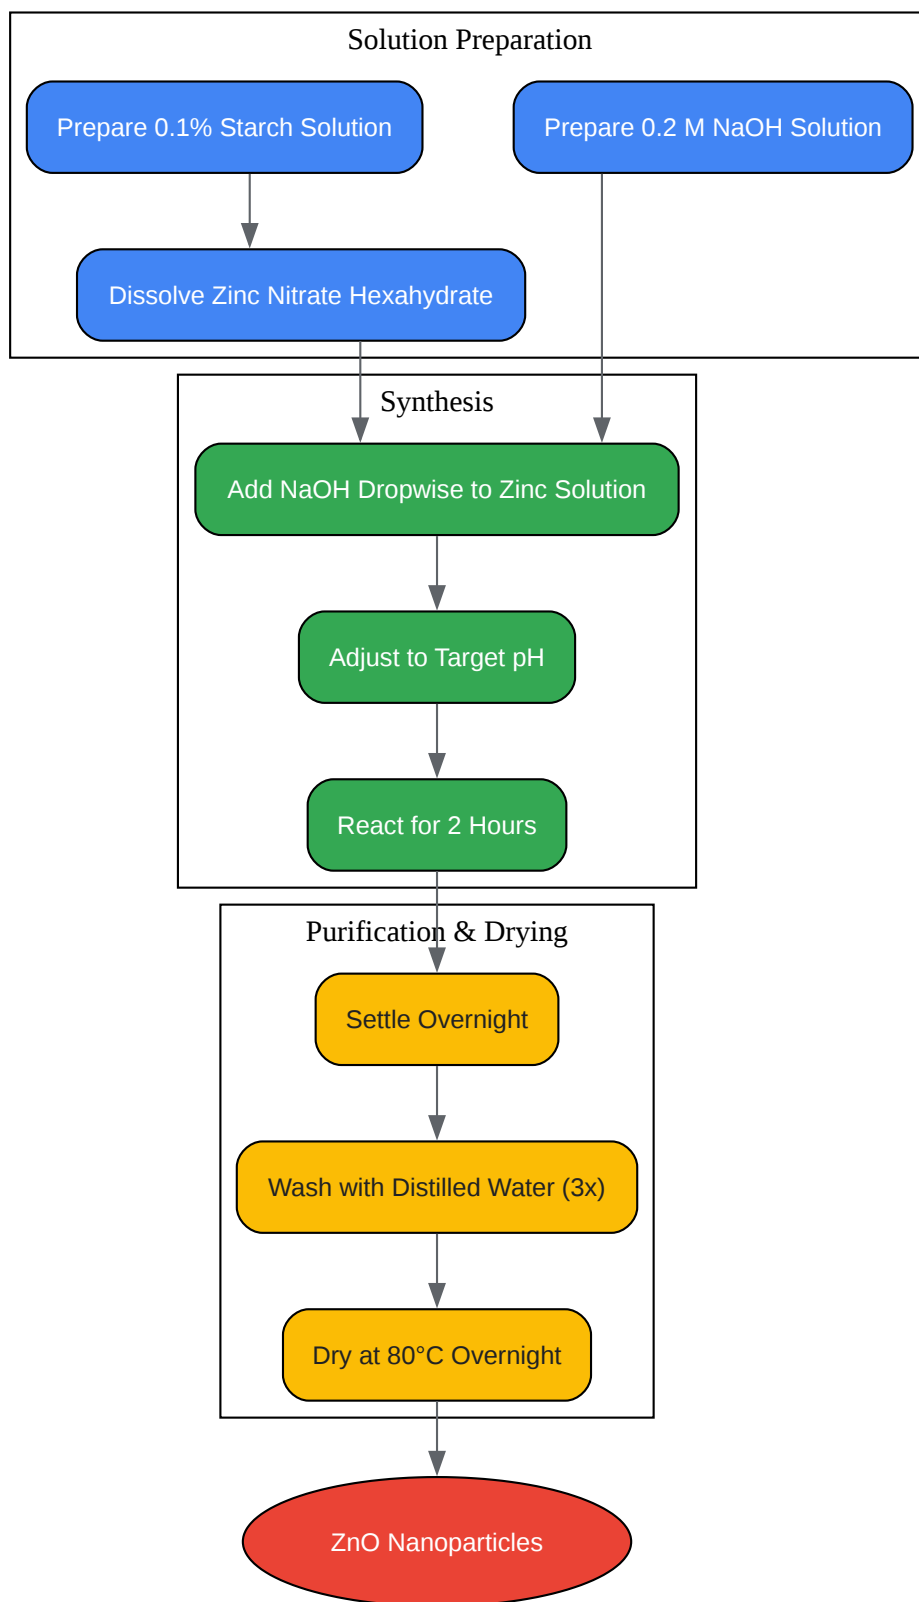 Solution Preparation
Prepare 0.1% Starch Solution
Prepare 0.2 M NaOH Solution
Dissolve Zinc Nitrate Hexahydrate
Synthesis
Add NaOH Dropwise to Zinc Solution
Adjust to Target pH
React for 2 Hours
Purification & Drying
Settle Overnight
Wash with Distilled Water (3x)
Dry at 80°C Overnight
ZnO Nanoparticles